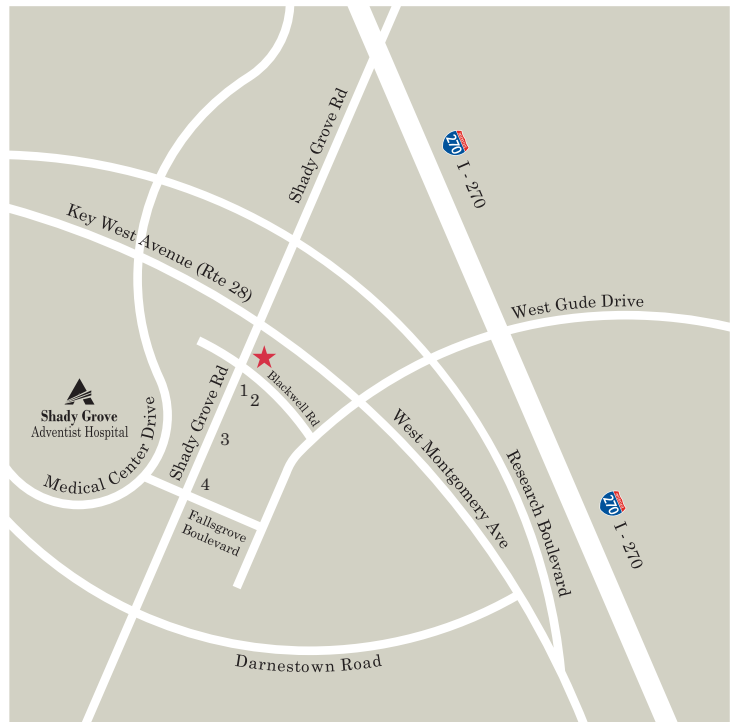 Shady Grove Rd
270
I - 270
Key West Avenue (Rte 28)
West Gude Drive
Blackwell Rd
1
2
Shady Grove
Adventist Hospital
Shady Grove Rd
3
Medical Center Drive
4
West Montgomery Ave
Research Boulevard
270
I - 270
Fallsgrove
Boulevard
Darnestown Road